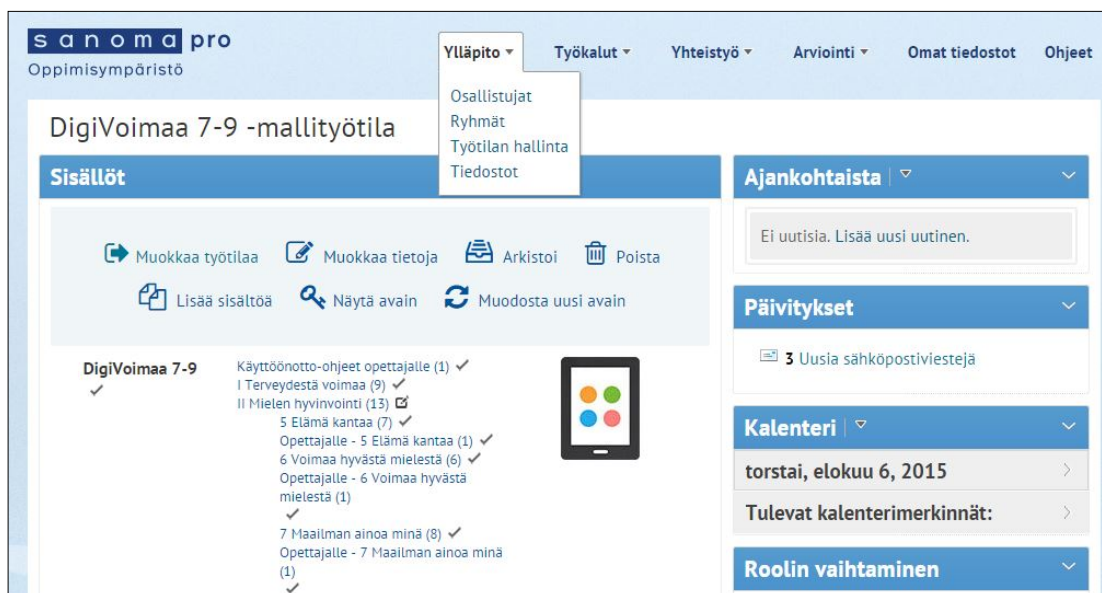 sanoma pro
Oppimisympäristö
Ylläpito
Työkalut
Yhteistyö
Arviointi
Omat tiedostot
Ohjeet
Osallistujat
Ryhmät
Työtilan hallinta
Tiedostot
DigiVoimaa 7-9 -mallityötila
Sisällöt
Muokkaa työtilaa
Muokkaa tietoja
Arkistoi
Poista
Lisää sisältöä
Näytä avain
Muodosta uusi avain
DigiVoimaa 7-9
Käyttöönotto-ohjeet opettajalle (1)
I Terveydestä voimaa (9)
II Mielen hyvinvointi (13)
5 Elämä kantaa (7)
Opettajalle - 5 Elämä kantaa (1)
6 Voimaa hyvästä mielestä (6)
Opettajalle - 6 Voimaa hyvästä
mielestä (1)
7 Maailman ainoa minä (8)
Opettajalle - 7 Maailman ainoa minä
(1)
Ajankohtaista
Ei uutisia. Lisää uusi uutinen.
Päivitykset
3 Uusia sähköpostiviestejä
Kalenteri
torstai, elokuu 6, 2015
Tulevat kalenterimerkinnät:
Roolin vaihtaminen